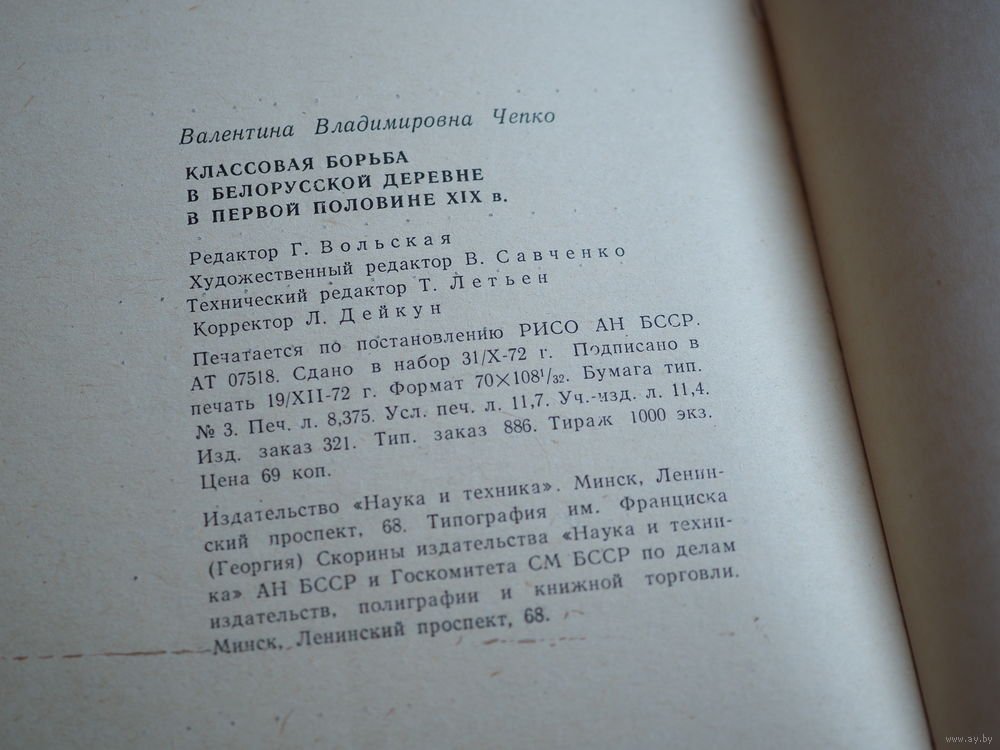 Валентина Владимировна Чепко
КЛАССОВАЯ БОРЬБА
В БЕЛОРУССКОЙ ДЕРЕВНЕ
В ПЕРВОЙ ПОЛОВИНЕ XIX в.
Редактор Г. Вольская
Художественный редактор В. Савченко
Технический редактор Т. Летьен
Корректор Л. Дейкун
Печатается по постановлению РИСО АН БССР.
АТ 07518. Сдано в набор 31/X-72 г. Подписано в
печать 19/XII-72 г. Формат 70×108¹/₃₂. Бумага тип.
№ 3. Печ. л. 8,375. Усл. печ. л. 11,7. Уч.-изд. л. 11,4.
Изд. заказ 321. Тип. заказ 886. Тираж 1000 экз.
Цена 69 коп.
Издательство «Наука и техника». Минск, Ленин-
ский проспект, 68. Типография им. Франциска
(Георгия) Скорины издательства «Наука и техни-
ка» АН БССР и Госкомитета СМ БССР по делам
издательств, полиграфии и книжной торговли.
Минск, Ленинский проспект, 68.
www.ay.by